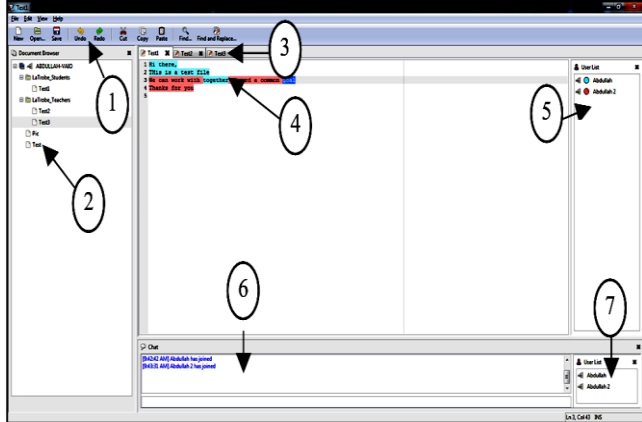 Test1
File Edit View Help
New Open... Save Undo Redo Cut Copy Paste Find... Find and Replace...
Document Browser
ABDULLAH-VAIO
LaTrobe_Students
Test1
LaTrobe_Teachers
Test2
Test3
Pic
Test
Test1 Test2 Test3
1 Hi there,
2 THis is a test file
3 We can work with together a common
4 Thanks for you
5
User List
Abdullah
Abdullah 2
Chat
[9:42:42 AM] Abdullah has joined
[9:43:31 AM] Abdullah 2 has joined
User List
Abdullah
Abdullah 2
Ln 3, Col 43 INS
1
2
3
4
5
6
7